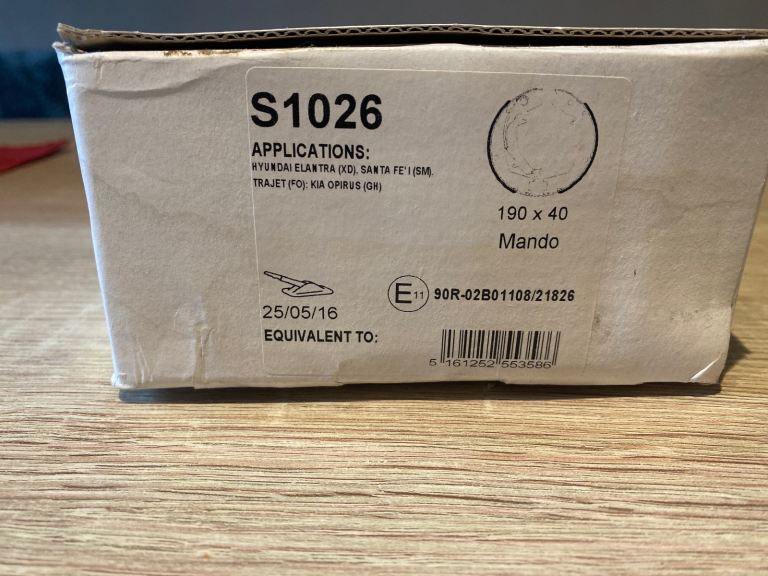 S1026
APPLICATIONS:
HYUNDAI ELANTRA (XD), SANTA FE' I (SM),
TRAJET (FO): KIA OPIRUS (GH)
190 x 40
Mando
25/05/16
E11 90R-02B01108/21826
EQUIVALENT TO:
5 161252 553586